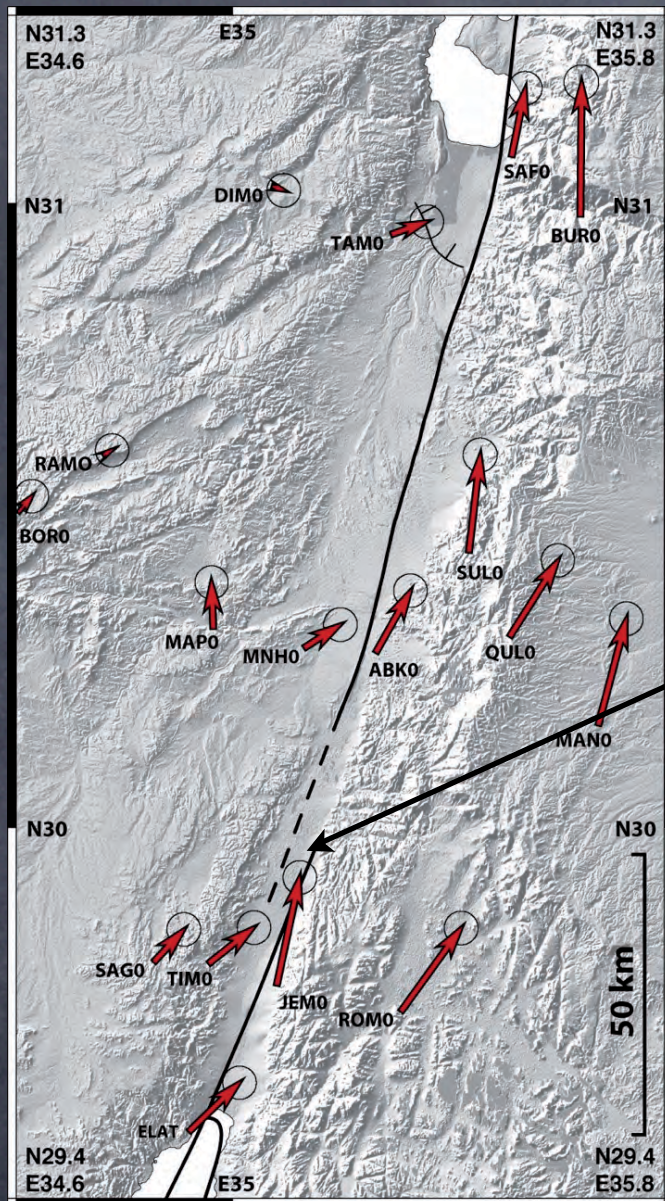 N31.3
E34.6
E35
N31.3
E35.8
SAF0
DIM0
N31
N31
TAM0
BUR0
RAMO
BOR0
SUL0
MAP0
MNH0
ABK0
QUL0
MAN0
N30
N30
SAG0
TIM0
JEM0
ROM0
50 km
ELAT
N29.4
E34.6
E35
N29.4
E35.8